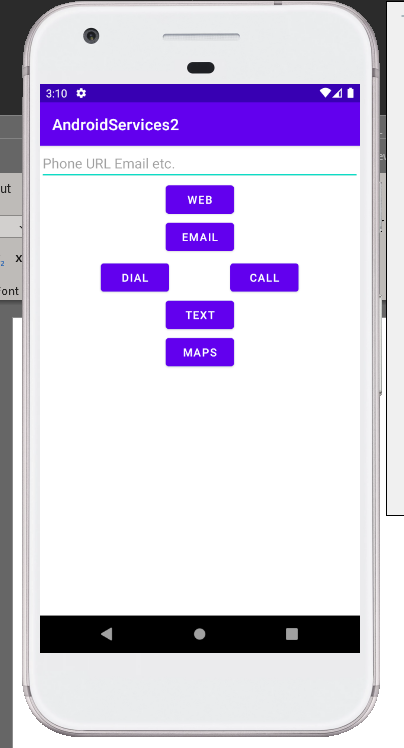 3:10
AndroidServices2
Phone URL Email etc.
WEB
EMAIL
DIAL CALL
TEXT
MAPS